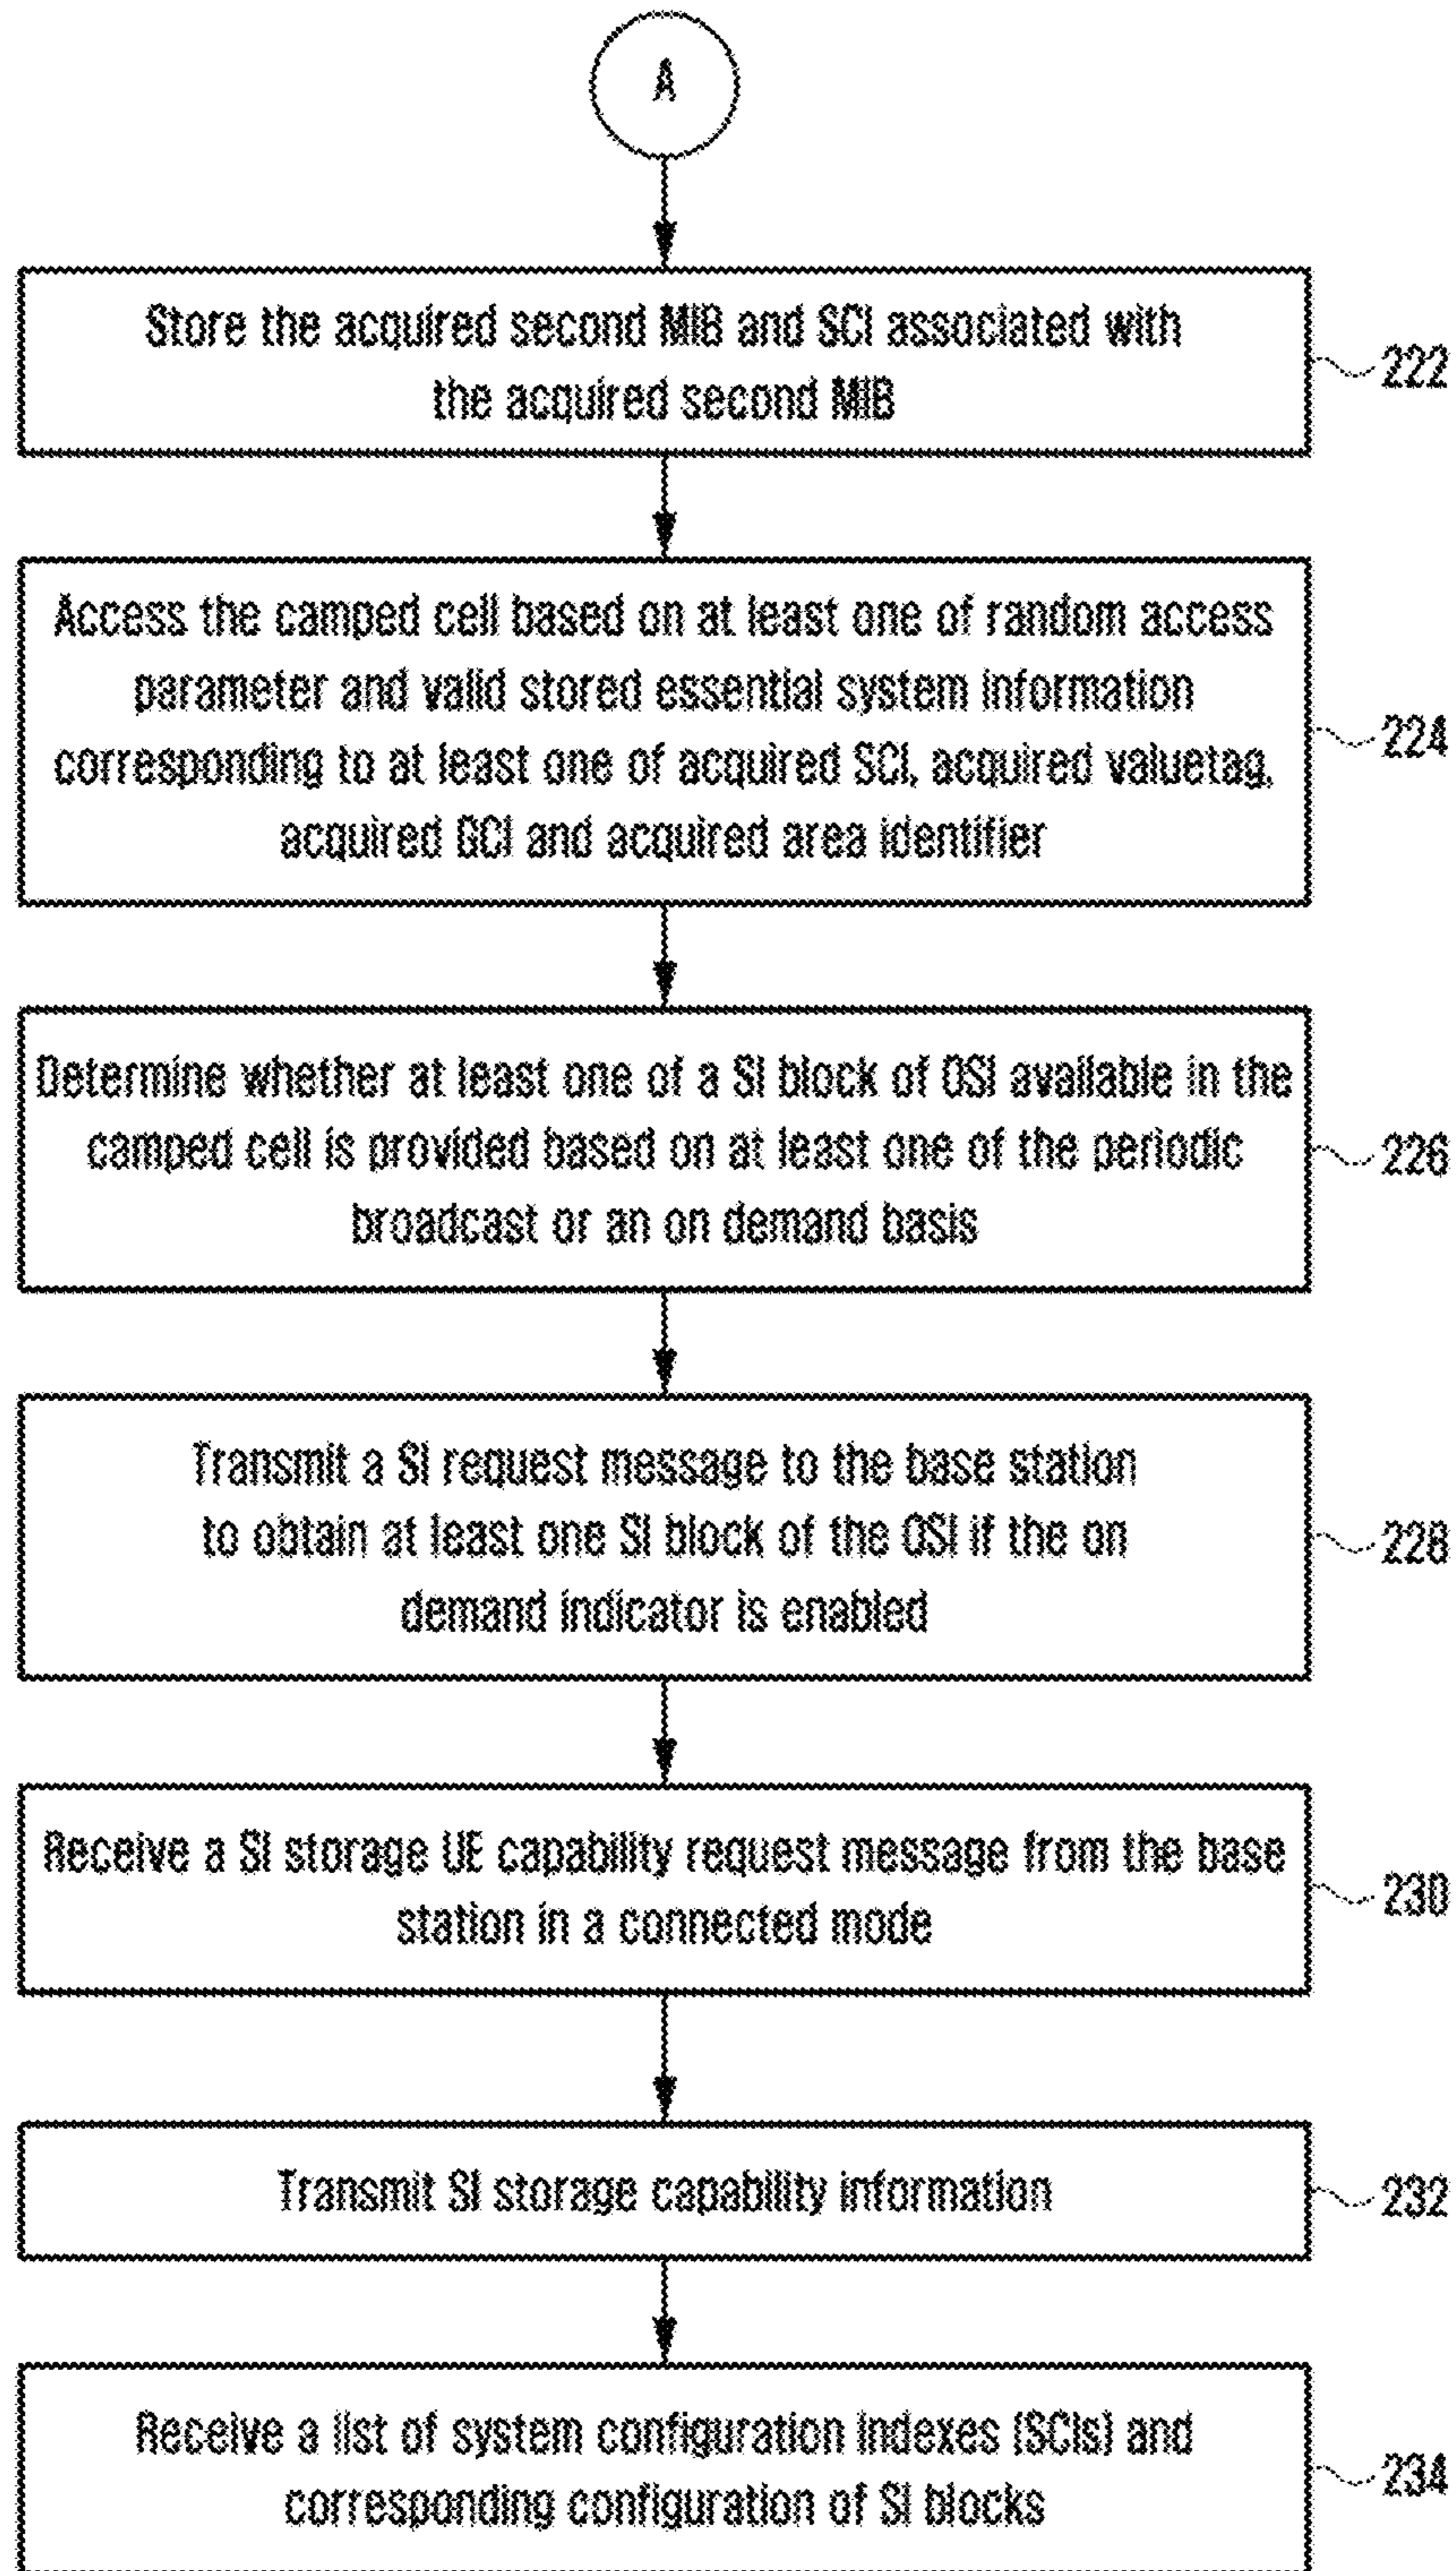 A
Store the acquired second MIB and SCI associated with
the acquired second MIB
222
Access the camped cell based on at least one of random access
parameter and valid stored essential system information
corresponding to at least one of acquired SCI, acquired valuetag,
acquired GCI and acquired area identifier
224
Determine whether at least one of a SI block of OSI available in the
camped cell is provided based on at least one of the periodic
broadcast or an on demand basis
226
Transmit a SI request message to the base station
to obtain at least one SI block of the OSI if the on
demand indicator is enabled
228
Receive a SI storage UE capability request message from the base
station in a connected mode
230
Transmit SI storage capability information
232
Receive a list of system configuration indexes (SCIs) and
corresponding configuration of SI blocks
234